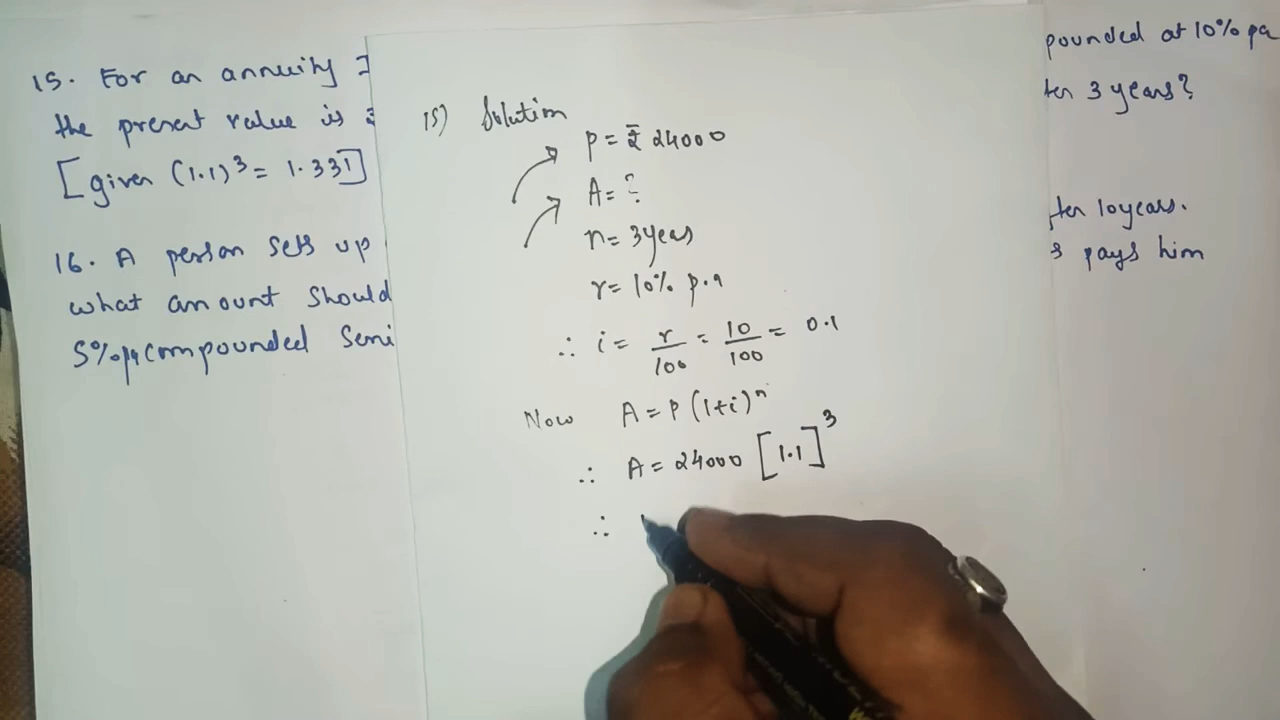 15. For an annuity
the present value is
[given (1.1)³ = 1.331]
16. A person sets up
what amount should
5% pa compounded Semi
15) Solution
P = ₹ 24000
A = ?
n = 3 years
r = 10% p.a
∴ i = r/100 = 10/100 = 0.1
Now A = P (1+i)ⁿ
∴ A = 24000 [1.1]³
∴
pounded at 10% pa
ter 3 years?
fter 10 years.
s pays him